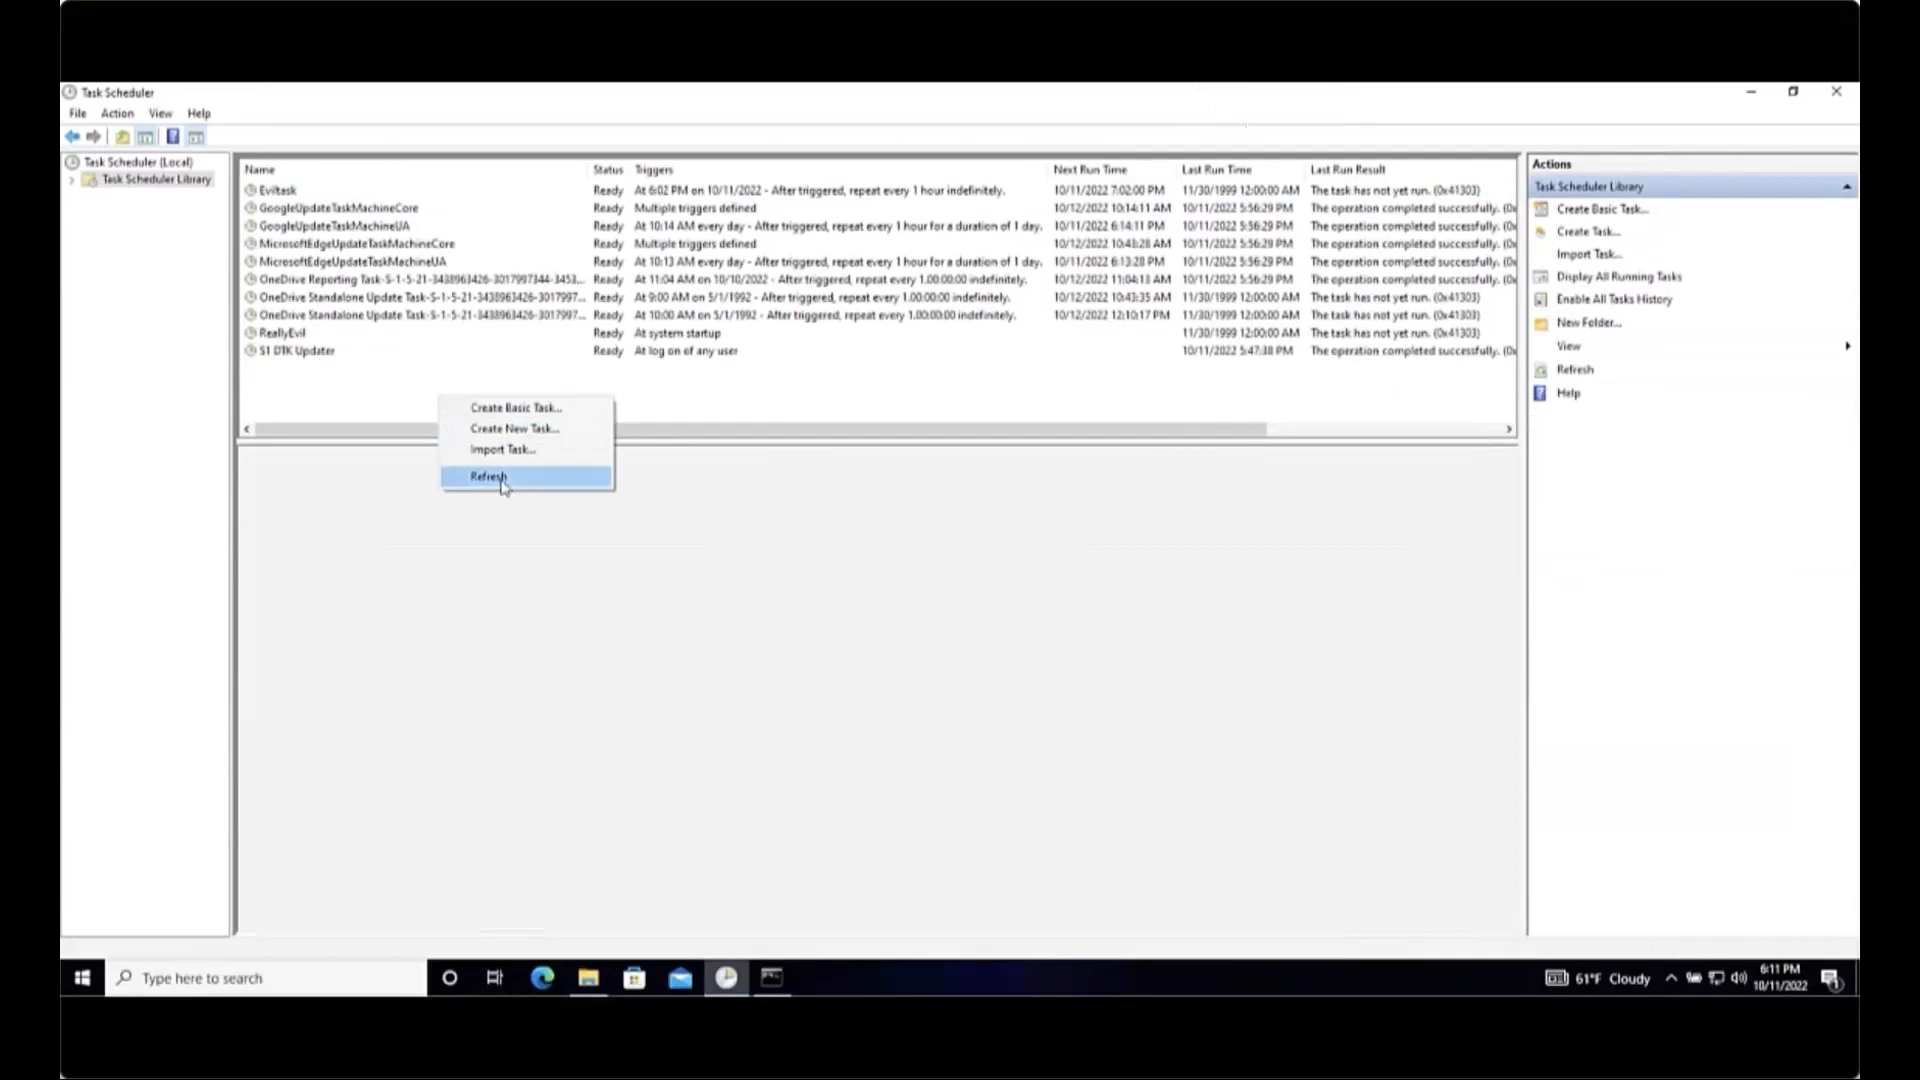 Task Scheduler
File Action View Help
Task Scheduler (Local)
Task Scheduler Library
Name Status Triggers Next Run Time Last Run Time Last Run Result
Eviltask Ready At 6:02 PM on 10/11/2022 - After triggered, repeat every 1 hour indefinitely. 10/11/2022 7:02:00 PM 11/30/1999 12:00:00 AM The task has not yet run. (0x41303)
GoogleUpdateTaskMachineCore Ready Multiple triggers defined 10/12/2022 10:14:11 AM 10/11/2022 5:56:29 PM The operation completed successfully. (0x
GoogleUpdateTaskMachineUA Ready At 10:14 AM every day - After triggered, repeat every 1 hour for a duration of 1 day. 10/11/2022 6:14:11 PM 10/11/2022 5:56:29 PM The operation completed successfully. (0x
MicrosoftEdgeUpdateTaskMachineCore Ready Multiple triggers defined 10/12/2022 10:43:28 AM 10/11/2022 5:56:29 PM The operation completed successfully. (0x
MicrosoftEdgeUpdateTaskMachineUA Ready At 10:13 AM every day - After triggered, repeat every 1 hour for a duration of 1 day. 10/11/2022 6:13:28 PM 10/11/2022 5:56:29 PM The operation completed successfully. (0x
OneDrive Reporting Task-S-1-5-21-3438963426-3017997344-3453... Ready At 11:04 AM on 10/10/2022 - After triggered, repeat every 1.00:00:00 indefinitely. 10/12/2022 11:04:13 AM 10/11/2022 5:56:29 PM The operation completed successfully. (0x
OneDrive Standalone Update Task-S-1-5-21-3438963426-3017997... Ready At 9:00 AM on 5/1/1992 - After triggered, repeat every 1.00:00:00 indefinitely. 10/12/2022 10:43:35 AM 11/30/1999 12:00:00 AM The task has not yet run. (0x41303)
OneDrive Standalone Update Task-S-1-5-21-3438963426-3017997... Ready At 10:00 AM on 5/1/1992 - After triggered, repeat every 1.00:00:00 indefinitely. 10/12/2022 12:10:17 PM 11/30/1999 12:00:00 AM The task has not yet run. (0x41303)
ReallyEvil Ready At system startup 11/30/1999 12:00:00 AM The task has not yet run. (0x41303)
S1 DTK Updater Ready At log on of any user 10/11/2022 5:47:38 PM The operation completed successfully. (0x
Create Basic Task...
Create New Task...
Import Task...
Refresh
Actions
Task Scheduler Library
Create Basic Task...
Create Task...
Import Task...
Display All Running Tasks
Enable All Tasks History
New Folder...
View
Refresh
Help
Type here to search
61°F Cloudy
6:11 PM
10/11/2022
1